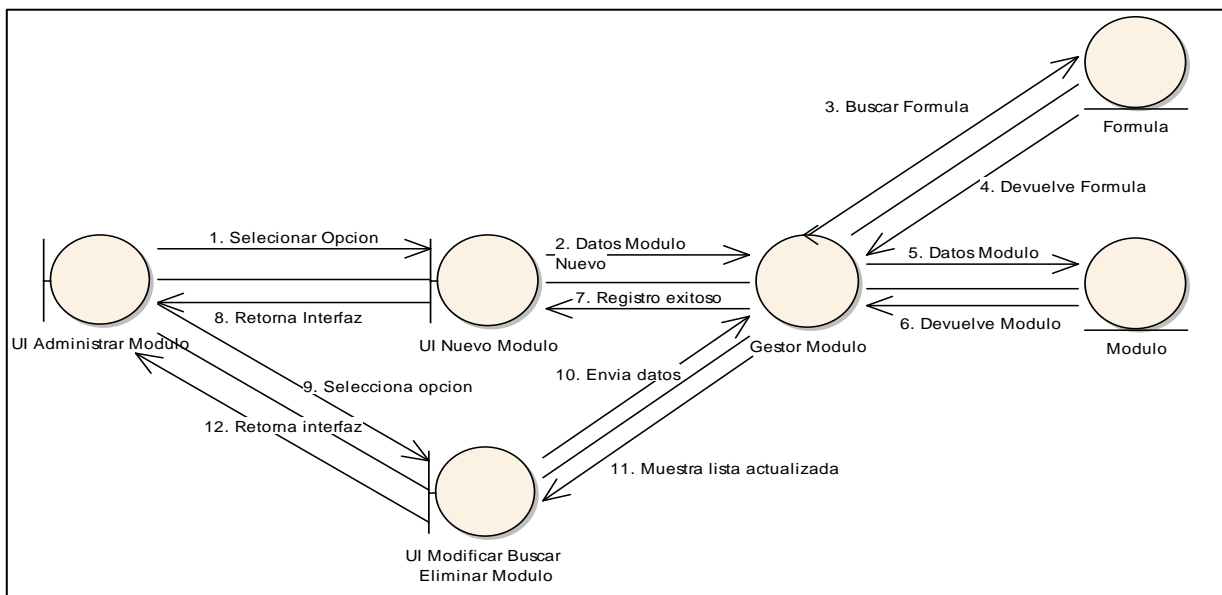 3. Buscar Formula
Formula
4. Devuelve Formula
1. Selecionar Opcion
2. Datos Modulo
Nuevo
5. Datos Modulo
7. Registro exitoso
8. Retorna Interfaz
6. Devuelve Modulo
UI Administrar Modulo
UI Nuevo Modulo
Gestor Modulo
Modulo
9. Selecciona opcion
10. Envia datos
12. Retorna interfaz
11. Muestra lista actualizada
UI Modificar Buscar
Eliminar Modulo